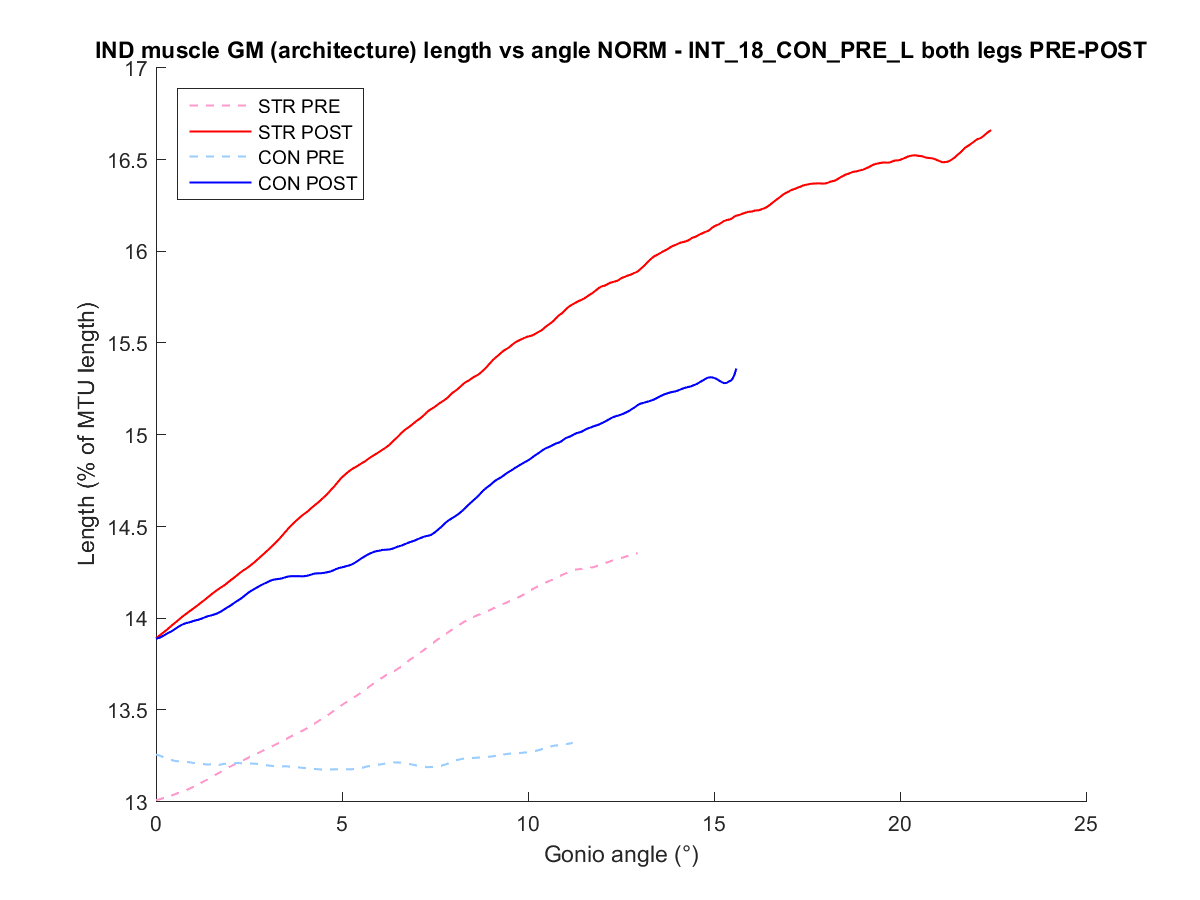 IND muscle GM (architecture) length vs angle NORM - INT_18_CON_PRE_L both legs PRE-POST
17
16.5
16
15.5
15
14.5
14
13.5
13
Length (% of MTU length)
STR PRE
STR POST
CON PRE
CON POST
0
5
10
15
20
25
Gonio angle (°)